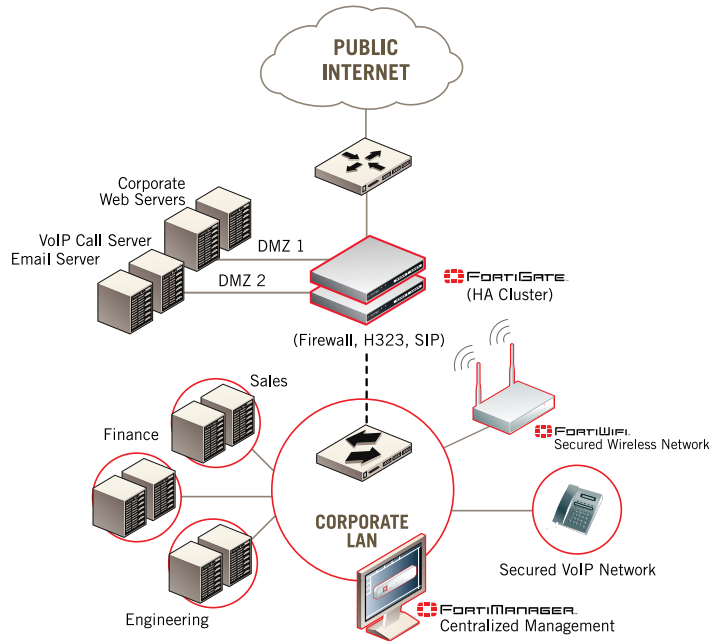 PUBLIC
INTERNET
Corporate
Web Servers
VoIP Call Server
Email Server
DMZ 1
DMZ 2
FORTIGATE
(HA Cluster)
(Firewall, H323, SIP)
Sales
Finance
Engineering
FORTIWIFI
Secured Wireless Network
CORPORATE
LAN
Secured VoIP Network
FORTIMANAGER
Centralized Management